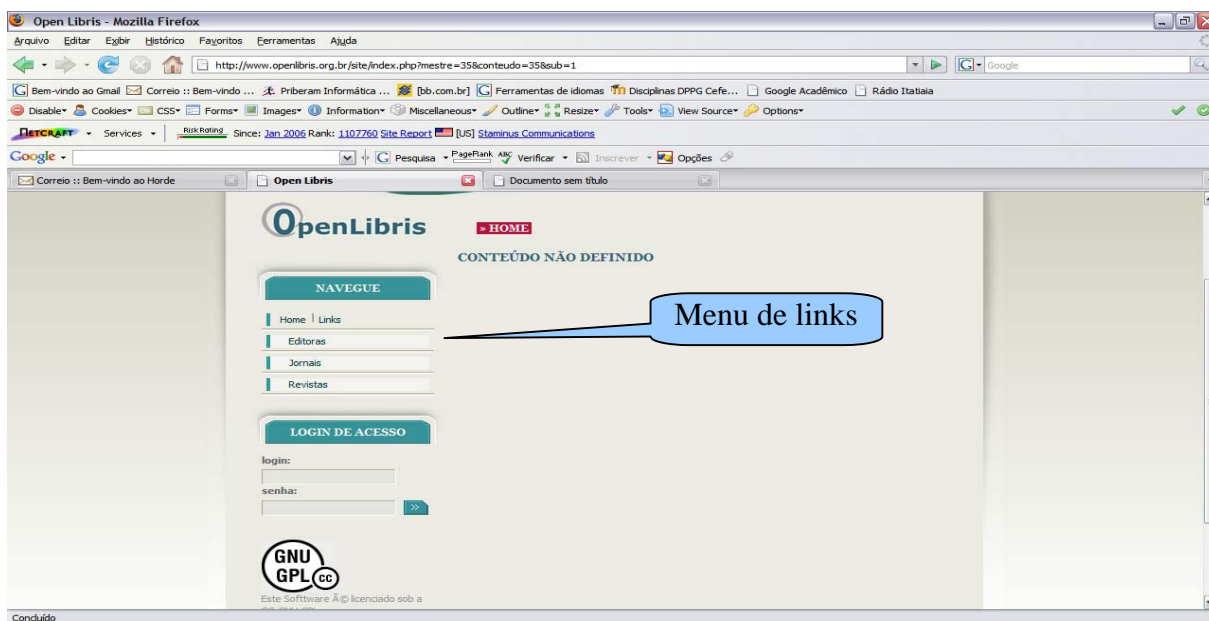 Open Libris - Mozilla Firefox
Arquivo Editar Exibir Histórico Favoritos Ferramentas Ajuda
http://www.openlibris.org.br/site/index.php?mestre=35&conteudo=35&sub=1 G Google
G Bem-vindo ao Gmail Correio :: Bem-vindo ... Priberam Informática ... [bb.com.br] G Ferramentas de idiomas Disciplinas DPPG Cefe... Google Acadêmico Rádio Itatiaia
Disable Cookies CSS Forms Images Information Miscellaneous Outline Resize Tools View Source Options
NETCRAFT Services Risk Rating Since: Jan 2006 Rank: 1107760 Site Report [US] Staminus Communications
Google G Pesquisa PageRank ABC Verificar Inscrever Opções
Correio :: Bem-vindo ao Horde Open Libris Documento sem título
OpenLibris
» HOME
CONTEÚDO NÃO DEFINIDO
NAVEGUE
Home | Links
Editoras
Jornais
Revistas
Menu de links
LOGIN DE ACESSO
login:
senha:
»
GNU
GPL cc
Este Softtware Ã© licenciado sob a
Concluído